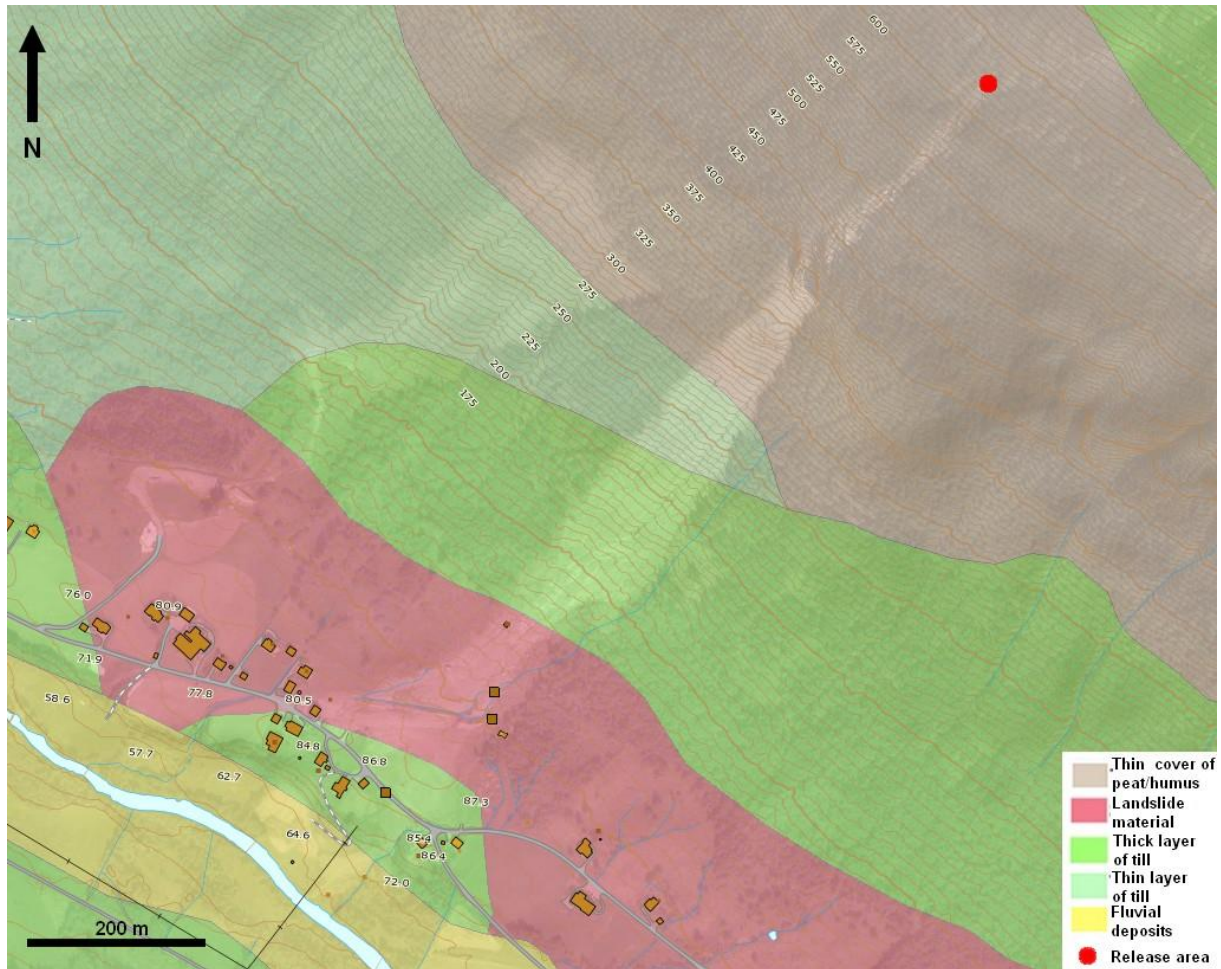 N
600
575
550
525
500
475
450
425
400
375
350
325
300
275
250
225
200
175
76.0
80.9
71.9
77.8
80.5
58.6
57.7
84.8
86.8
62.7
87.3
64.6
85.4
86.4
72.0
200 m
Thin cover of
peat/humus
Landslide
material
Thick layer
of till
Thin layer
of till
Fluvial
deposits
Release area